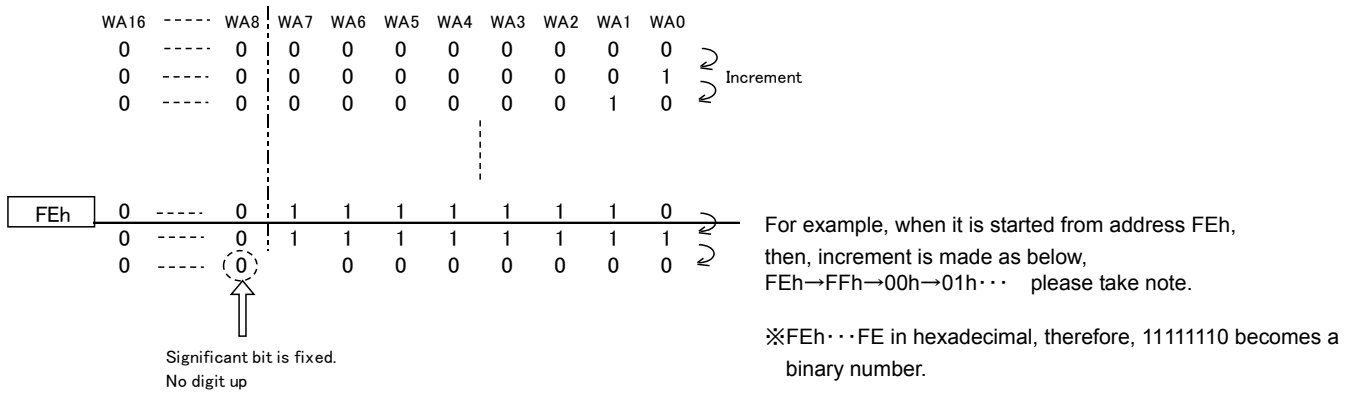 WA16 ----- WA8 WA7 WA6 WA5 WA4 WA3 WA2 WA1 WA0
0 ----- 0 0 0 0 0 0 0 0 0
0 ----- 0 0 0 0 0 0 0 0 1
Increment
0 ----- 0 0 0 0 0 0 0 1 0
FEh 0 ----- 0 1 1 1 1 1 1 1 0
0 ----- 0 1 1 1 1 1 1 1 1
0 ----- 0 0 0 0 0 0 0 0
Significant bit is fixed.
No digit up
For example, when it is started from address FEh,
then, increment is made as below,
FEh→FFh→00h→01h··· please take note.
※FEh···FE in hexadecimal, therefore, 11111110 becomes a
binary number.